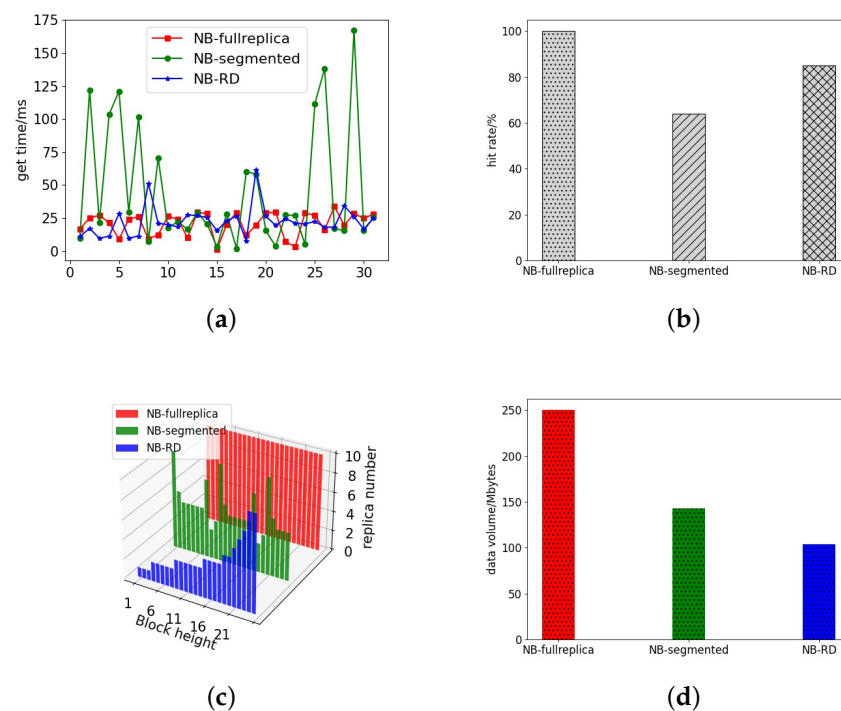 175
150
125
100
75
50
25
0
get time/ms
NB-fullreplica
NB-segmented
NB-RD
0 5 10 15 20 25 30
(a)
100
80
60
40
20
0
hit rate/%
NB-fullreplica NB-segmented NB-RD
(b)
NB-fullreplica
NB-segmented
NB-RD
10
8
6
4
2
0
replica number
1 6 11 16 21
Block height
(c)
250
200
150
100
50
0
data volume/Mbytes
NB-fullreplica NB-segmented NB-RD
(d)